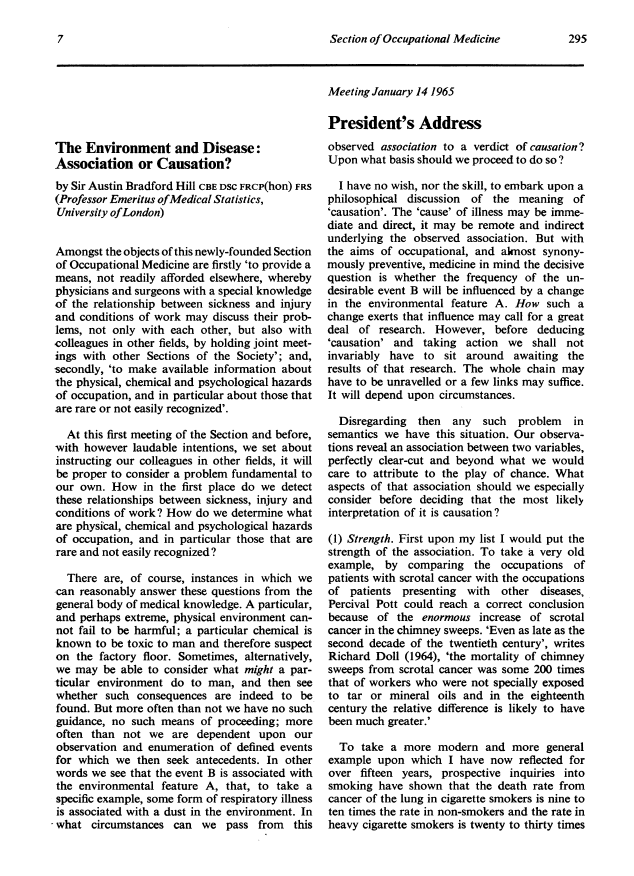 7
Section of Occupational Medicine
295
The Environment and Disease:
Association or Causation?
by Sir Austin Bradford Hill CBE DSC FRCP(hon) FRS
(Professor Emeritus of Medical Statistics,
University of London)
Amongst the objects of this newly-founded Section
of Occupational Medicine are firstly ‘to provide a
means, not readily afforded elsewhere, whereby
physicians and surgeons with a special knowledge
of the relationship between sickness and injury
and conditions of work may discuss their prob-
lems, not only with each other, but also with
colleagues in other fields, by holding joint meet-
ings with other Sections of the Society’; and,
secondly, ‘to make available information about
the physical, chemical and psychological hazards
of occupation, and in particular about those that
are rare or not easily recognized’.
At this first meeting of the Section and before,
with however laudable intentions, we set about
instructing our colleagues in other fields, it will
be proper to consider a problem fundamental to
our own. How in the first place do we detect
these relationships between sickness, injury and
conditions of work? How do we determine what
are physical, chemical and psychological hazards
of occupation, and in particular those that are
rare and not easily recognized?
There are, of course, instances in which we
can reasonably answer these questions from the
general body of medical knowledge. A particular,
and perhaps extreme, physical environment can-
not fail to be harmful; a particular chemical is
known to be toxic to man and therefore suspect
on the factory floor. Sometimes, alternatively,
we may be able to consider what might a par-
ticular environment do to man, and then see
whether such consequences are indeed to be
found. But more often than not we have no such
guidance, no such means of proceeding; more
often than not we are dependent upon our
observation and enumeration of defined events
for which we then seek antecedents. In other
words we see that the event B is associated with
the environmental feature A, that, to take a
specific example, some form of respiratory illness
is associated with a dust in the environment. In
what circumstances can we pass from this
Meeting January 14 1965
President’s Address
observed association to a verdict of causation?
Upon what basis should we proceed to do so?
I have no wish, nor the skill, to embark upon a
philosophical discussion of the meaning of
‘causation’. The ‘cause’ of illness may be imme-
diate and direct, it may be remote and indirect
underlying the observed association. But with
the aims of occupational, and almost synony-
mously preventive, medicine in mind the decisive
question is whether the frequency of the un-
desirable event B will be influenced by a change
in the environmental feature A. How such a
change exerts that influence may call for a great
deal of research. However, before deducing
‘causation’ and taking action we shall not
invariably have to sit around awaiting the
results of that research. The whole chain may
have to be unravelled or a few links may suffice.
It will depend upon circumstances.
Disregarding then any such problem in
semantics we have this situation. Our observa-
tions reveal an association between two variables,
perfectly clear-cut and beyond what we would
care to attribute to the play of chance. What
aspects of that association should we especially
consider before deciding that the most likely
interpretation of it is causation?
(1) Strength. First upon my list I would put the
strength of the association. To take a very old
example, by comparing the occupations of
patients with scrotal cancer with the occupations
of patients presenting with other diseases,
Percival Pott could reach a correct conclusion
because of the enormous increase of scrotal
cancer in the chimney sweeps. ‘Even as late as the
second decade of the twentieth century’, writes
Richard Doll (1964), ‘the mortality of chimney
sweeps from scrotal cancer was some 200 times
that of workers who were not specially exposed
to tar or mineral oils and in the eighteenth
century the relative difference is likely to have
been much greater.’
To take a more modern and more general
example upon which I have now reflected for
over fifteen years, prospective inquiries into
smoking have shown that the death rate from
cancer of the lung in cigarette smokers is nine to
ten times the rate in non-smokers and the rate in
heavy cigarette smokers is twenty to thirty times